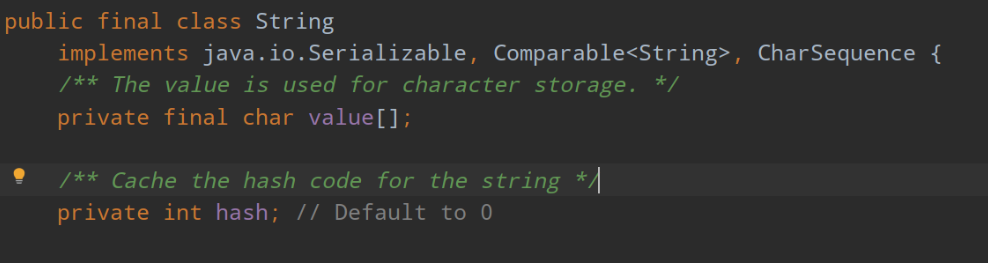 public final class String
    implements java.io.Serializable, Comparable<String>, CharSequence {
    /** The value is used for character storage. */
    private final char value[];
    /** Cache the hash code for the string */
    private int hash; // Default to 0